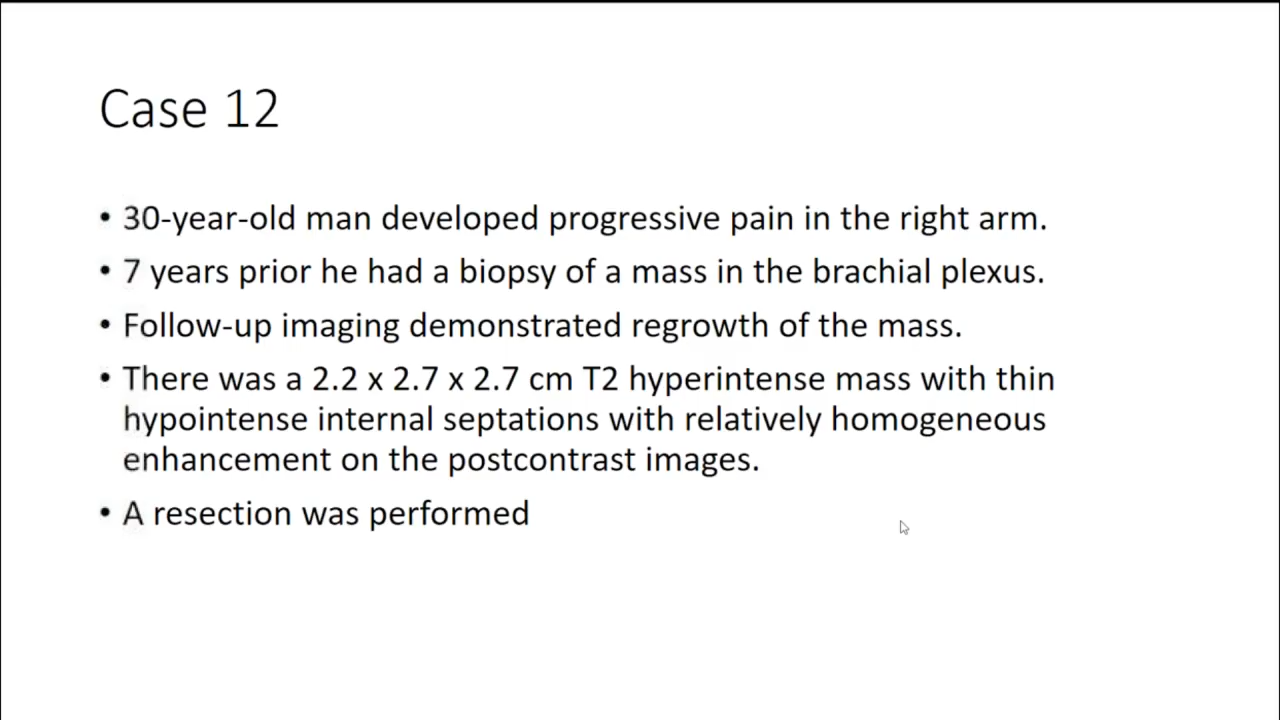 Case 12
• 30-year-old man developed progressive pain in the right arm.
• 7 years prior he had a biopsy of a mass in the brachial plexus.
• Follow-up imaging demonstrated regrowth of the mass.
• There was a 2.2 x 2.7 x 2.7 cm T2 hyperintense mass with thin
hypointense internal septations with relatively homogeneous
enhancement on the postcontrast images.
• A resection was performed